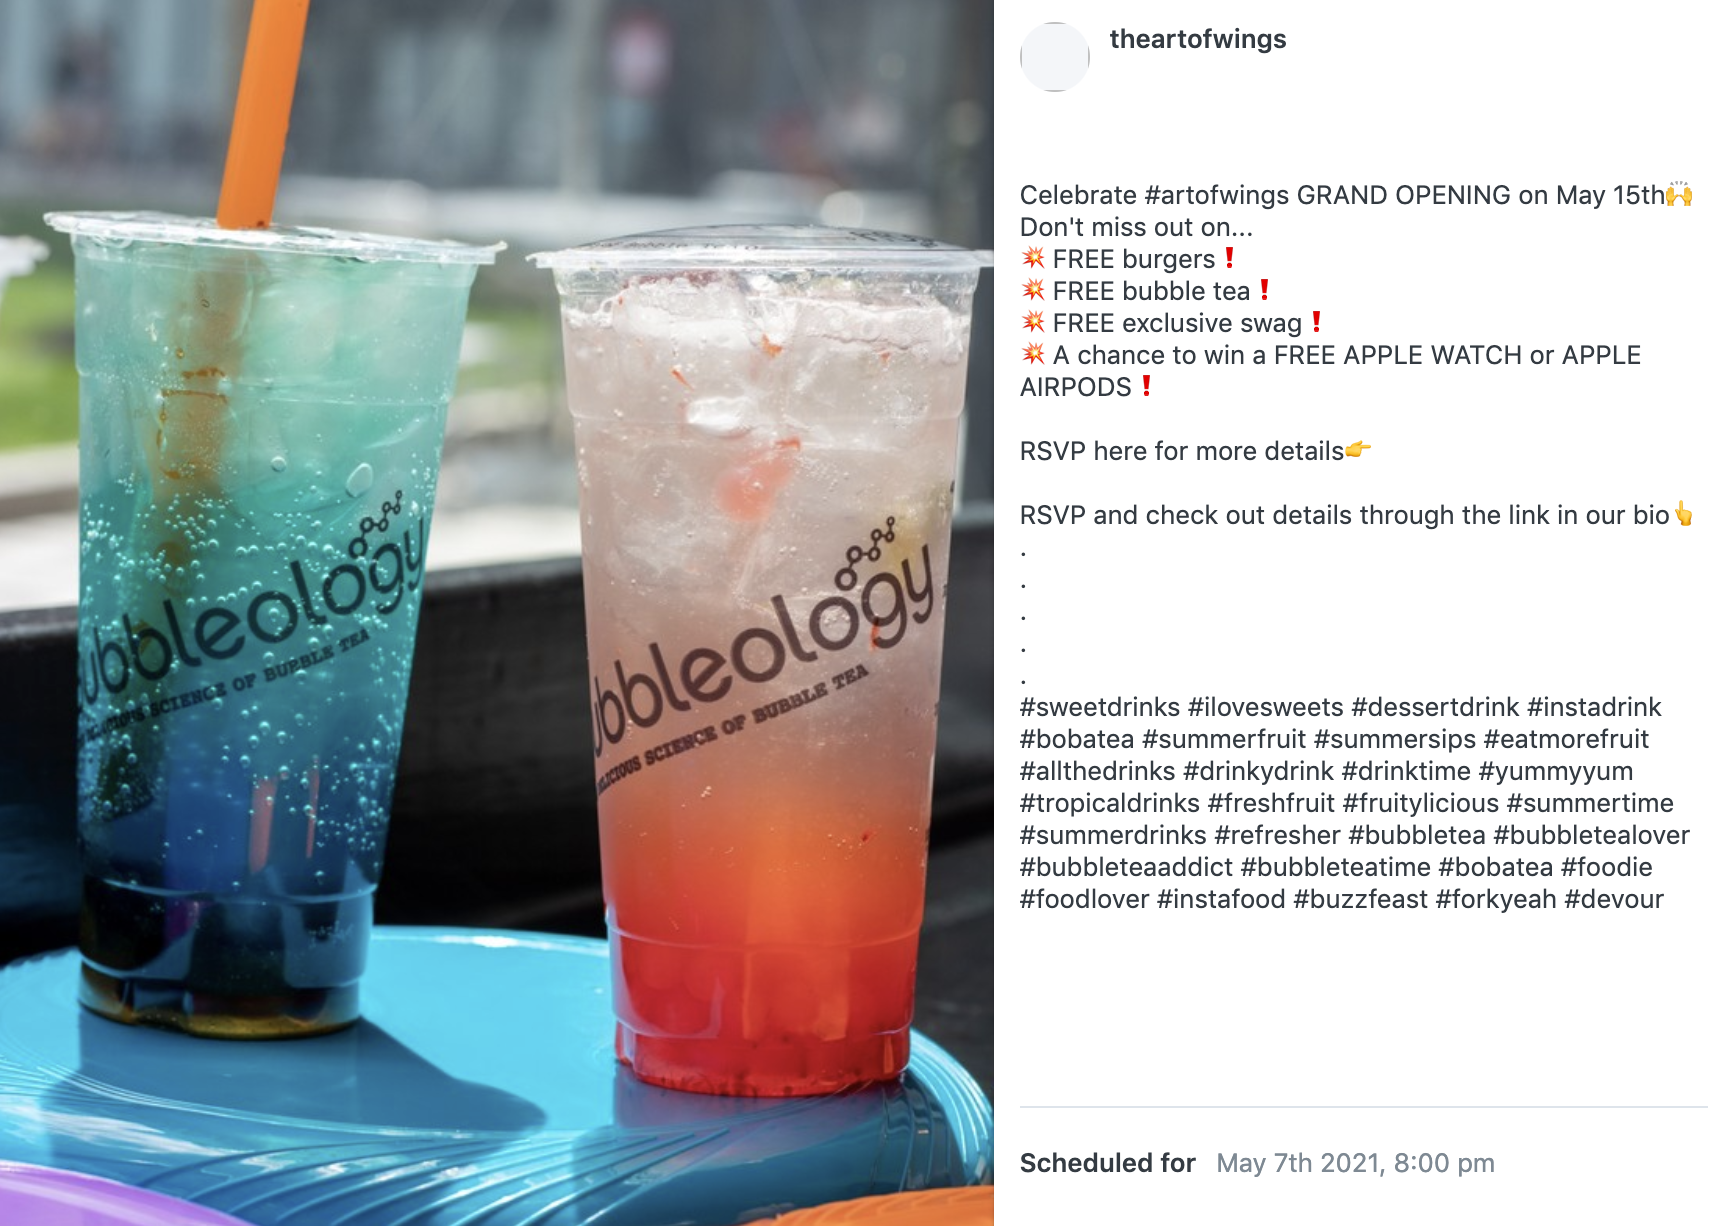 theartofwings
Celebrate #artofwings GRAND OPENING on May 15th🙌
Don't miss out on...
💥 FREE burgers❗
💥 FREE bubble tea❗
💥 FREE exclusive swag❗
💥 A chance to win a FREE APPLE WATCH or APPLE
AIRPODS❗
RSVP here for more details👉
RSVP and check out details through the link in our bio👆
.
.
.
.
.
#sweetdrinks #ilovesweets #dessertdrink #instadrink
#bobatea #summerfruit #summersips #eatmorefruit
#allthedrinks #drinkydrink #drinktime #yummyyum
#tropicaldrinks #freshfruit #fruitylicious #summertime
#summerdrinks #refresher #bubbletea #bubbletealover
#bubbleteaaddict #bubbleteatime #bobatea #foodie
#foodlover #instafood #buzzfeast #forkyeah #devour
Scheduled for May 7th 2021, 8:00 pm
ubbleology
SCIENCE OF BUBBLE TEA
ubbleology
LICIOUS SCIENCE OF BUBBLE TEA